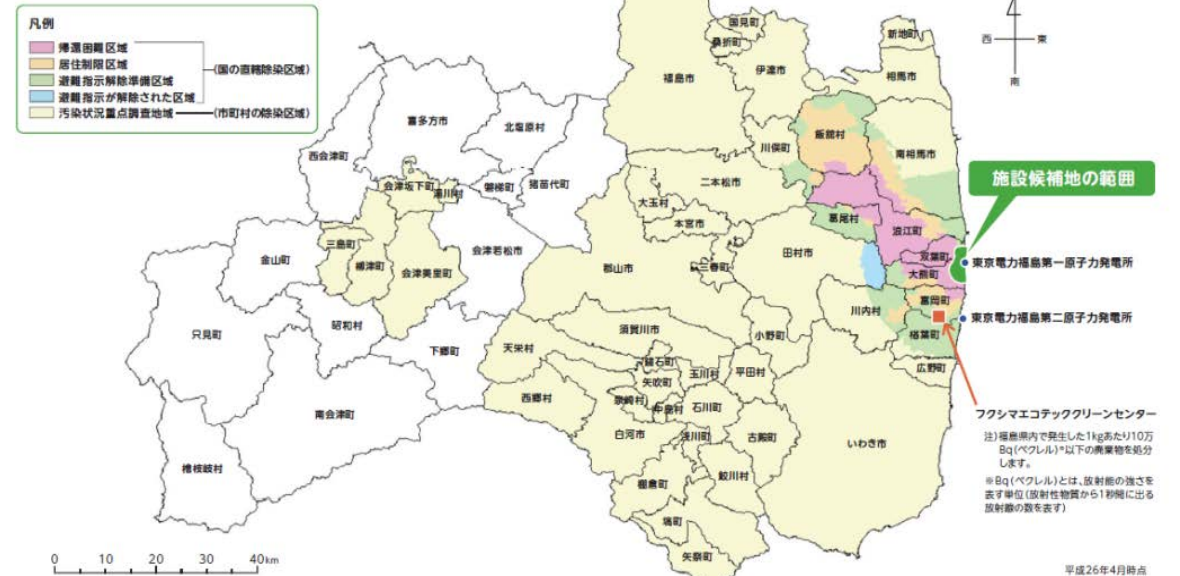 凡例
帰還困難区域
居住制限区域
(国の直轄除染区域)
避難指示解除準備区域
避難指示が解除された区域
汚染状況重点調査地域
(市町村の除染区域)
西
東
南
国見町
桑折町
新地町
伊達市
福島市
相馬市
喜多方市
北塩原村
飯舘村
川俣町
南相馬市
西会津町
会津坂下町
湯川村
磐梯町
猪苗代町
二本松市
大玉村
本宮市
葛尾村
浪江町
施設候補地の範囲
三島町
金山町
柳津町
会津美里町
会津若松市
郡山市
三春町
田村市
双葉町
大熊町
東京電力福島第一原子力発電所
富岡町
川内村
東京電力福島第二原子力発電所
楢葉町
只見町
昭和村
下郷町
天栄村
須賀川市
小野町
広野町
鏡石町
矢吹町
玉川村
平田村
西郷村
泉崎村
中島村
石川町
南会津町
白河市
浅川町
古殿町
いわき市
フクシマエコテッククリーンセンター
注)福島県内で発生した1kgあたり10万
Bq(ベクレル)※以下の廃棄物を処分
します。
※Bq(ベクレル)とは、放射能の強さを
表す単位(放射性物質から1秒間に出る
放射線の数を表す)
檜枝岐村
棚倉町
鮫川村
塙町
矢祭町
0 10 20 30 40km
平成26年4月時点